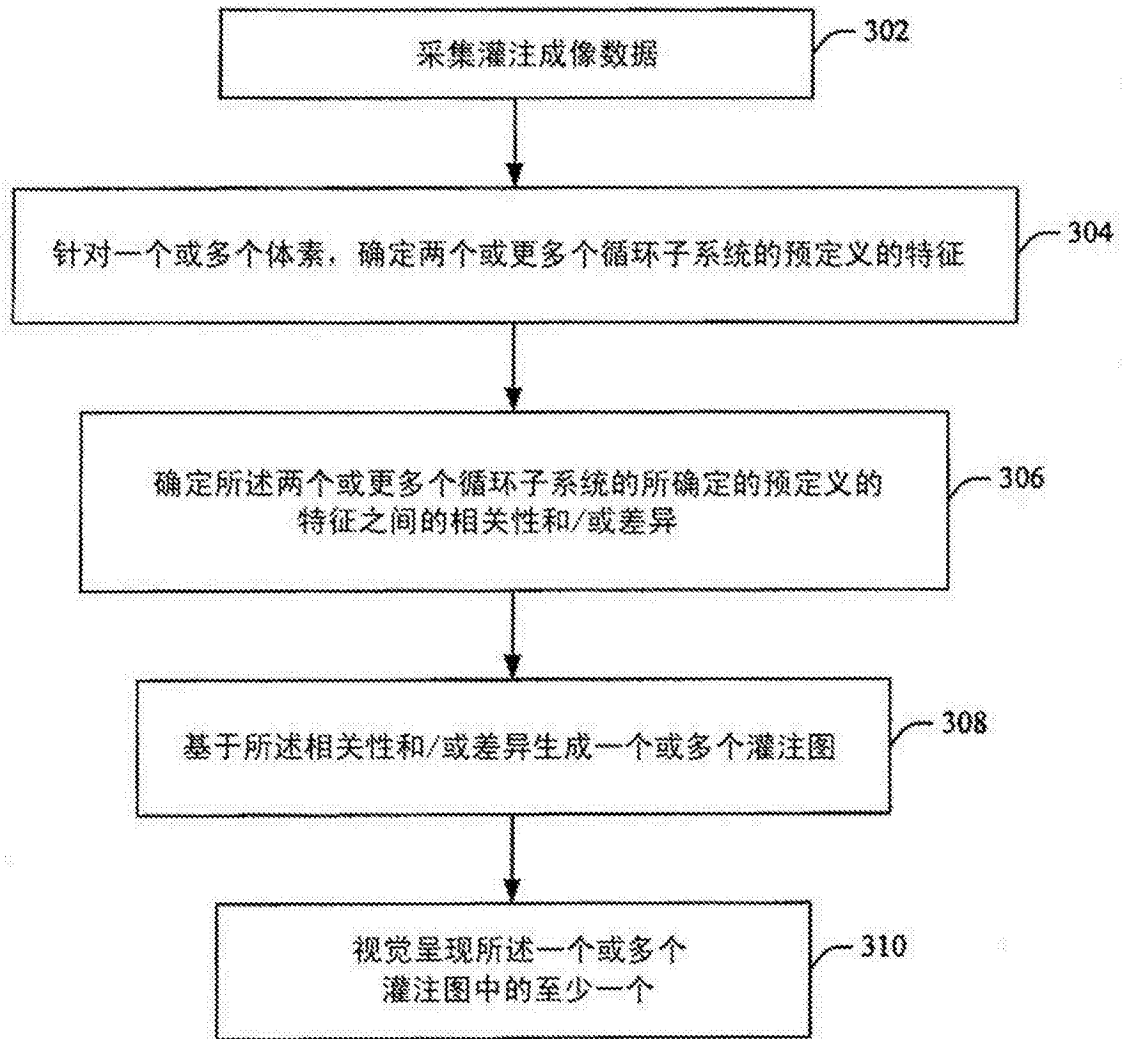 采集灌注成像数据
302
针对一个或多个体素，确定两个或更多个循环子系统的预定义的特征
304
确定所述两个或更多个循环子系统的所确定的预定义的
特征之间的相关性和/或差异
306
基于所述相关性和/或差异生成一个或多个灌注图
308
视觉呈现所述一个或多个
灌注图中的至少一个
310